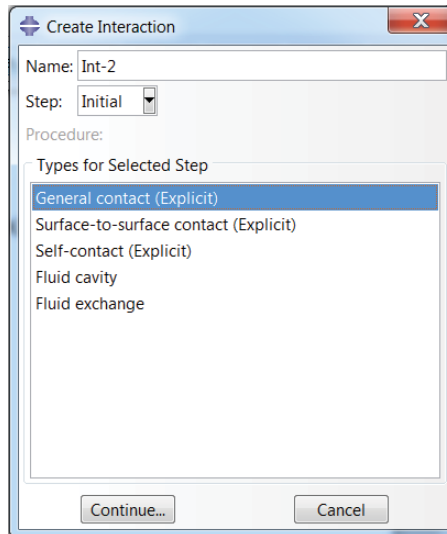 Create Interaction
X
Name: Int-2
Step: Initial
Procedure:
Types for Selected Step
General contact (Explicit)
Surface-to-surface contact (Explicit)
Self-contact (Explicit)
Fluid cavity
Fluid exchange
Continue... Cancel